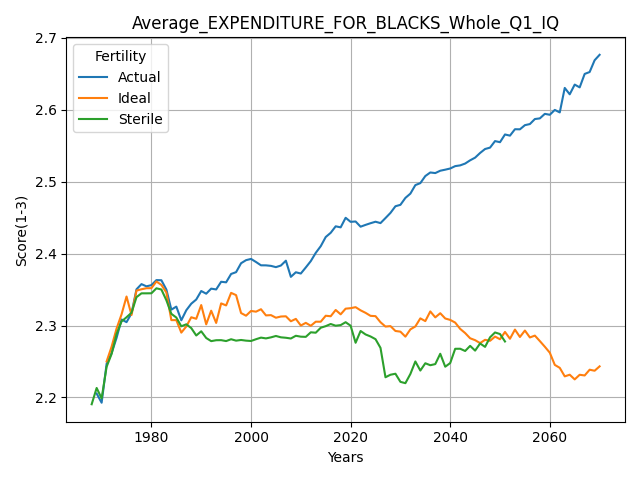 Average_EXPENDITURE_FOR_BLACKS_Whole_Q1_IQ
2.7
2.6
2.5
2.4
2.3
2.2
Score(1-3)
Fertility
Actual
Ideal
Sterile
1980
2000
2020
2040
2060
Years